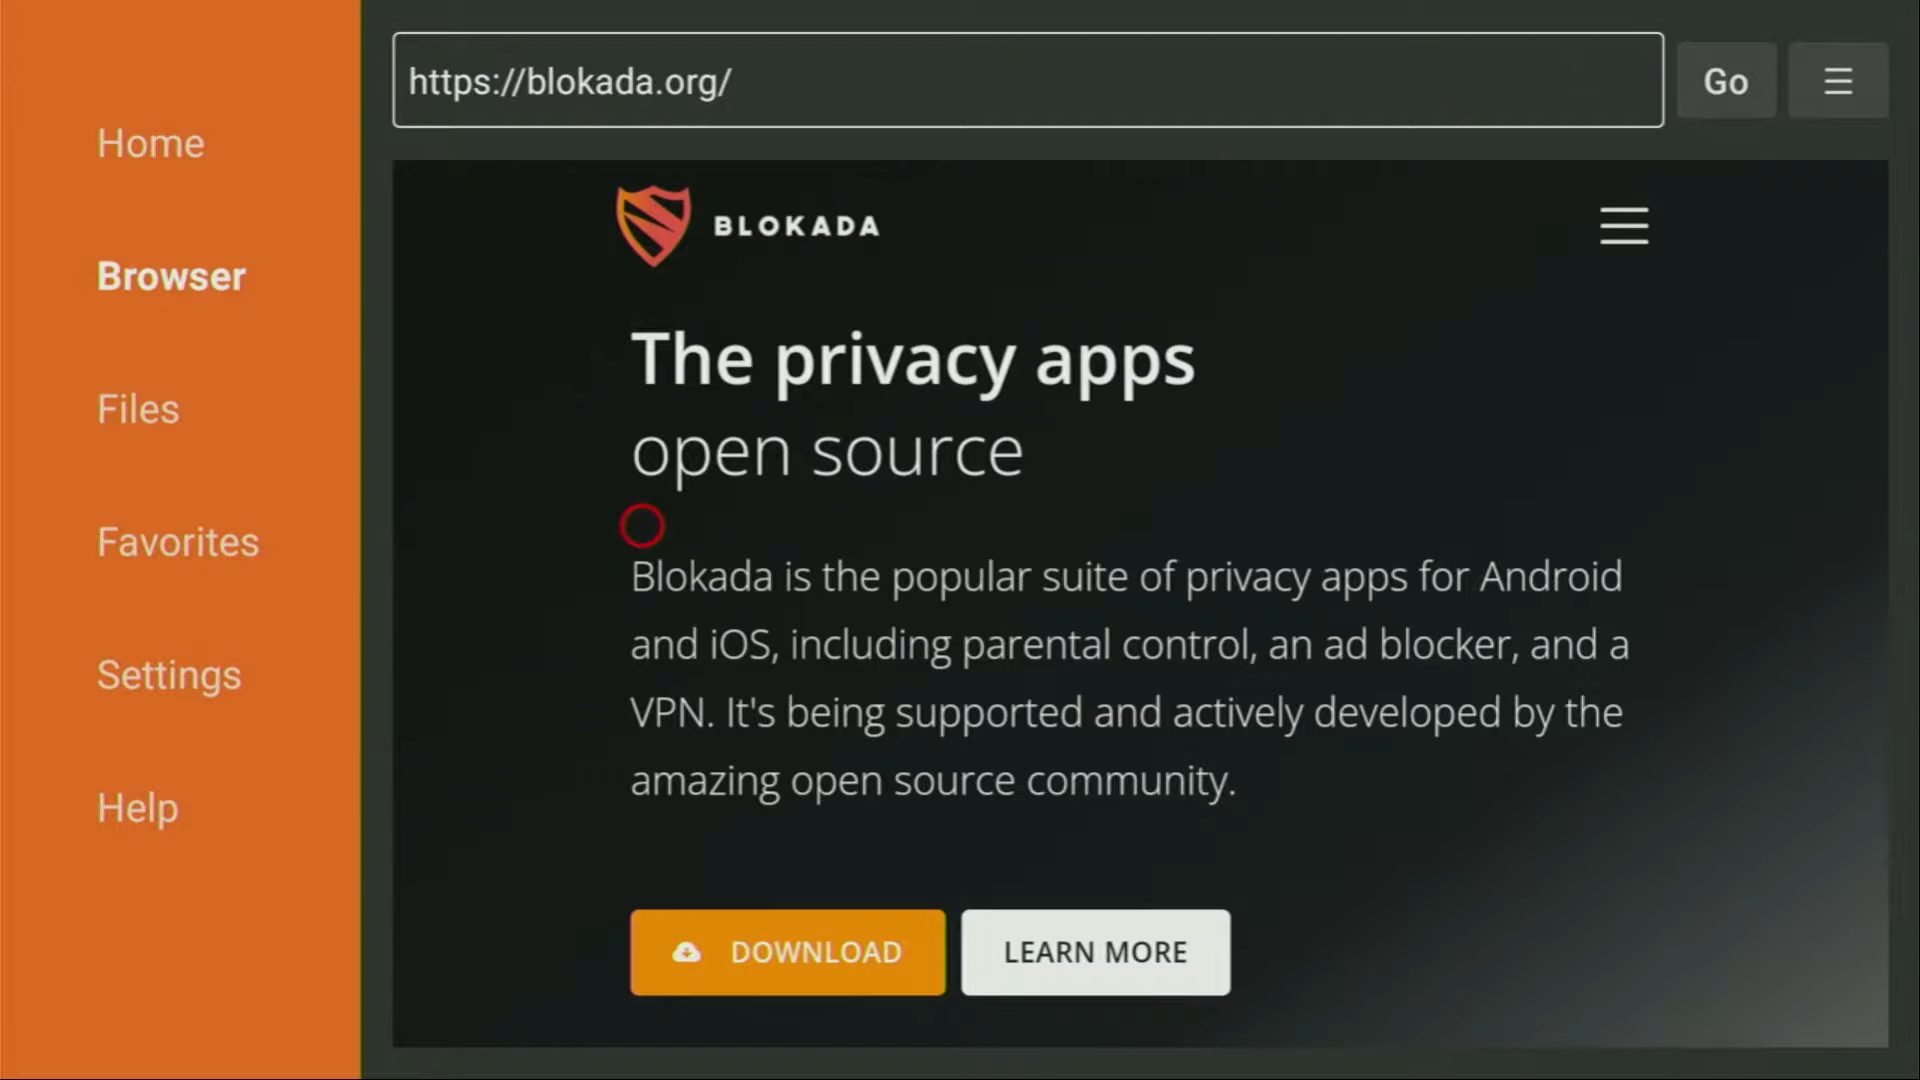 Home
Browser
Files
Favorites
Settings
Help
https://blokada.org/
Go
BLOKADA
The privacy apps
open source
Blokada is the popular suite of privacy apps for Android
and iOS, including parental control, an ad blocker, and a
VPN. It's being supported and actively developed by the
amazing open source community.
DOWNLOAD
LEARN MORE